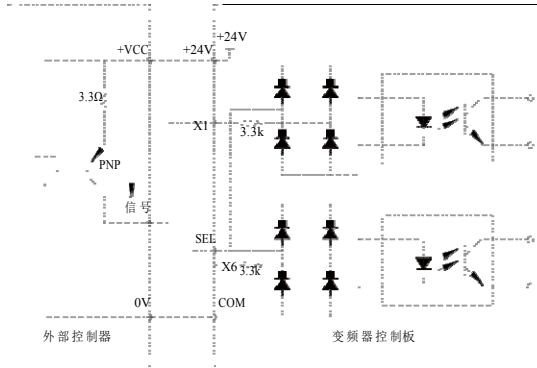 +24V
+VCC
+24V
3.3Ω
X1
3.3k
PNP
信号
SEL
X6
3.3k
0V
COM
外部控制器
变频器控制板